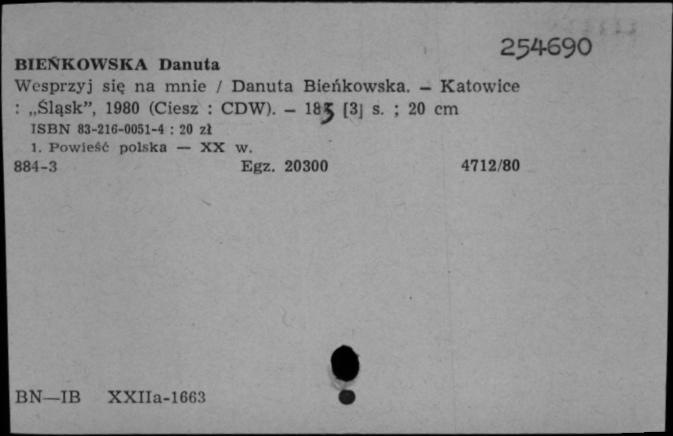 254690
BIEŃKOWSKA Danuta
Wesprzyj się na mnie / Danuta Bieńkowska. — Katowice
: „Śląsk”, 1980 (Ciesz : CDW). — 185 [3] s. ; 20 cm
ISBN 83-216-0051-4 : 20 zł
1. Powieść polska — XX w.
884-3 Egz. 20300 4712/80
BN—IB XXIIa-1663